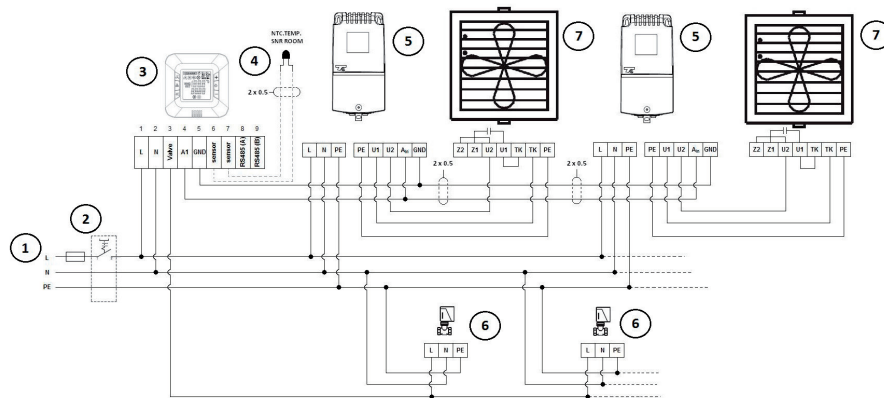 NTC.TEMP.
SNR ROOM
3
4
5
7
5
7
2 x 0.5
1 2 3 4 5 6 7 8 9
L N Valve A1 GND sensor sensor RS485 (A) RS485 (B)
L N PE
PE U1 U2 Ain GND
Z2 Z1 U2 U1 TK TK PE
L N PE
PE U1 U2 Ain GND
Z2 Z1 U2 U1 TK TK PE
2 x 0.5
2 x 0.5
2
1
L
N
PE
6
6
L N PE
L N PE